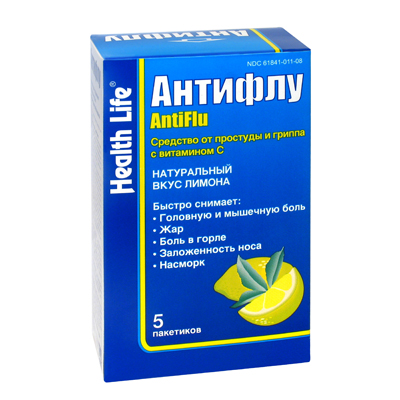 NDC 61841-011-08
Health Life®
Антифлу
AntiFlu
Средство от простуды и гриппа
с витамином С
НАТУРАЛЬНЫЙ
ВКУС ЛИМОНА
Быстро снимает:
• Головную и мышечную боль
• Жар
• Боль в горле
• Заложенность носа
• Насморк
5
пакетиков